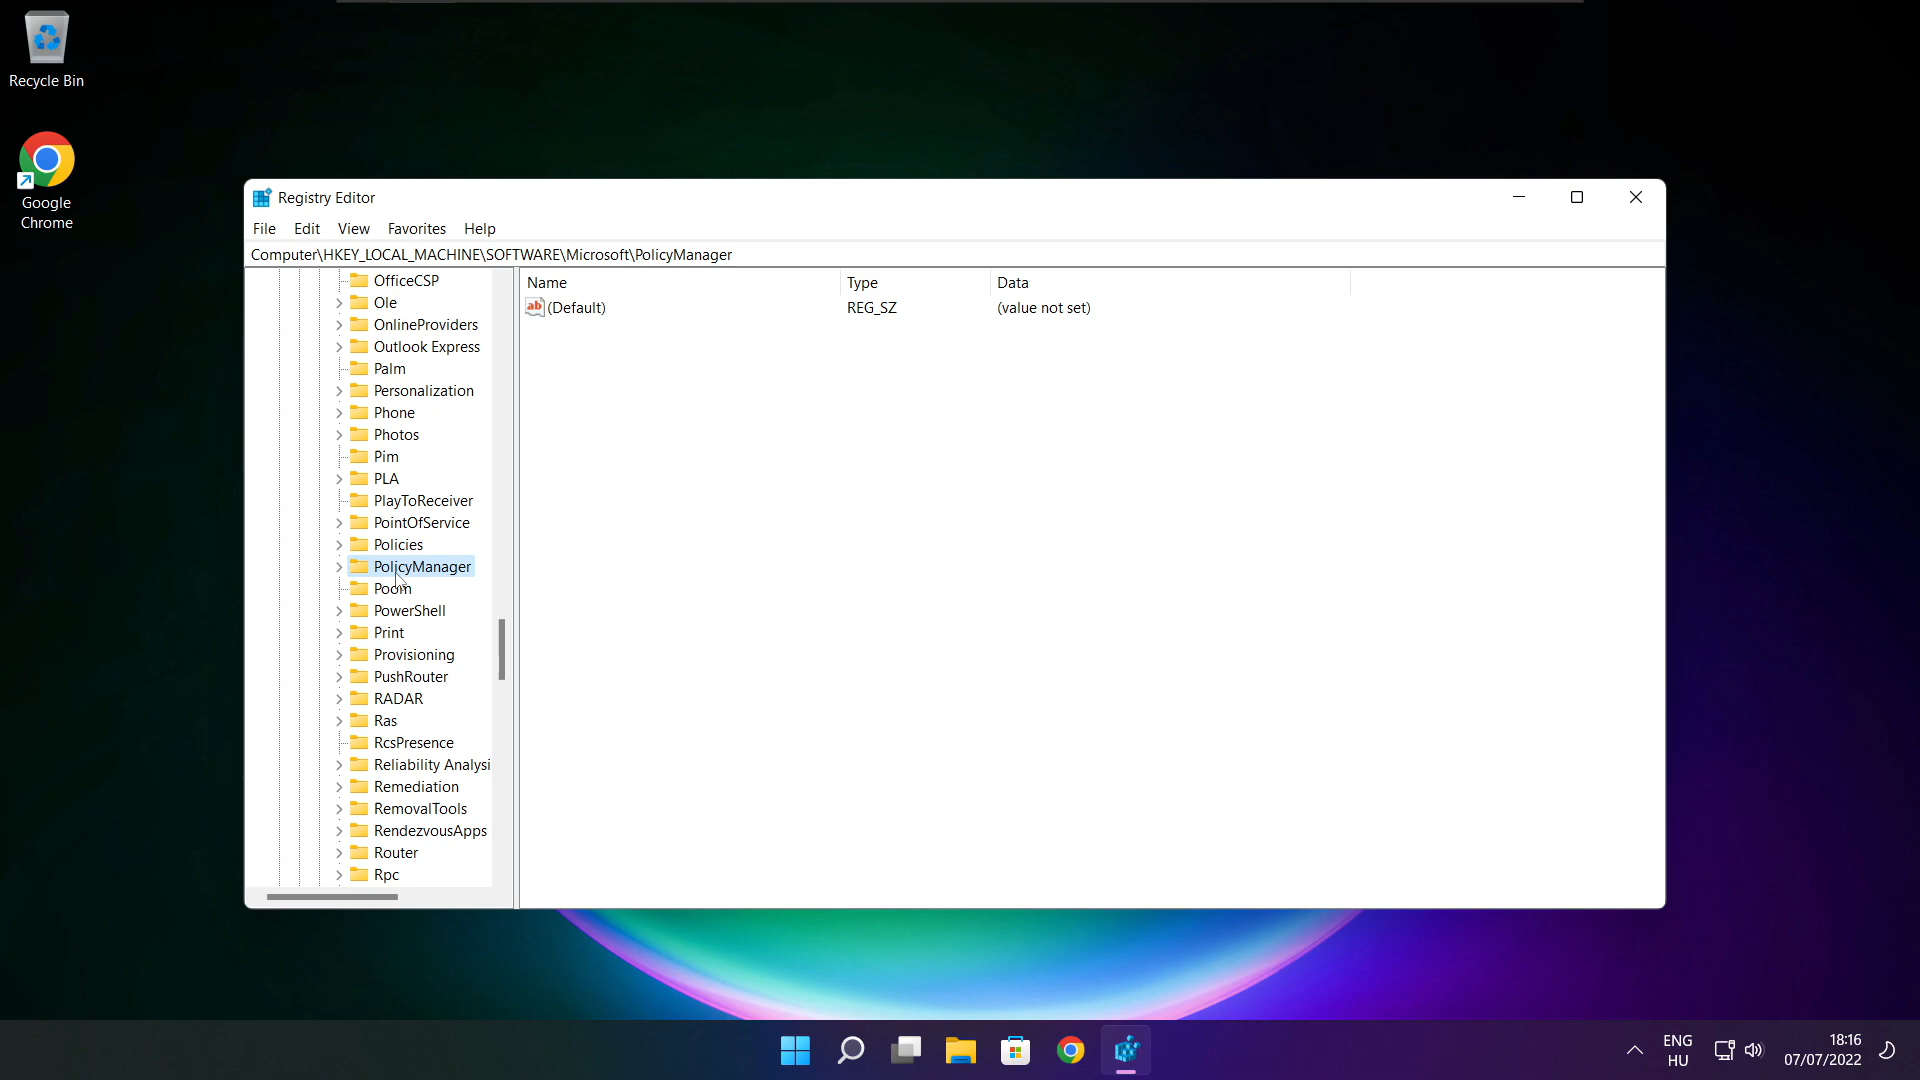 Recycle Bin
Google
Chrome
Registry Editor
File Edit View Favorites Help
Computer\HKEY_LOCAL_MACHINE\SOFTWARE\Microsoft\PolicyManager
OfficeCSP
Ole
OnlineProviders
Outlook Express
Palm
Personalization
Phone
Photos
Pim
PLA
PlayToReceiver
PointOfService
Policies
PolicyManager
Poom
PowerShell
Print
Provisioning
PushRouter
RADAR
Ras
RcsPresence
Reliability Analysi
Remediation
RemovalTools
RendezvousApps
Router
Rpc
Name Type Data
ab (Default) REG_SZ (value not set)
ENG
HU
18:16
07/07/2022